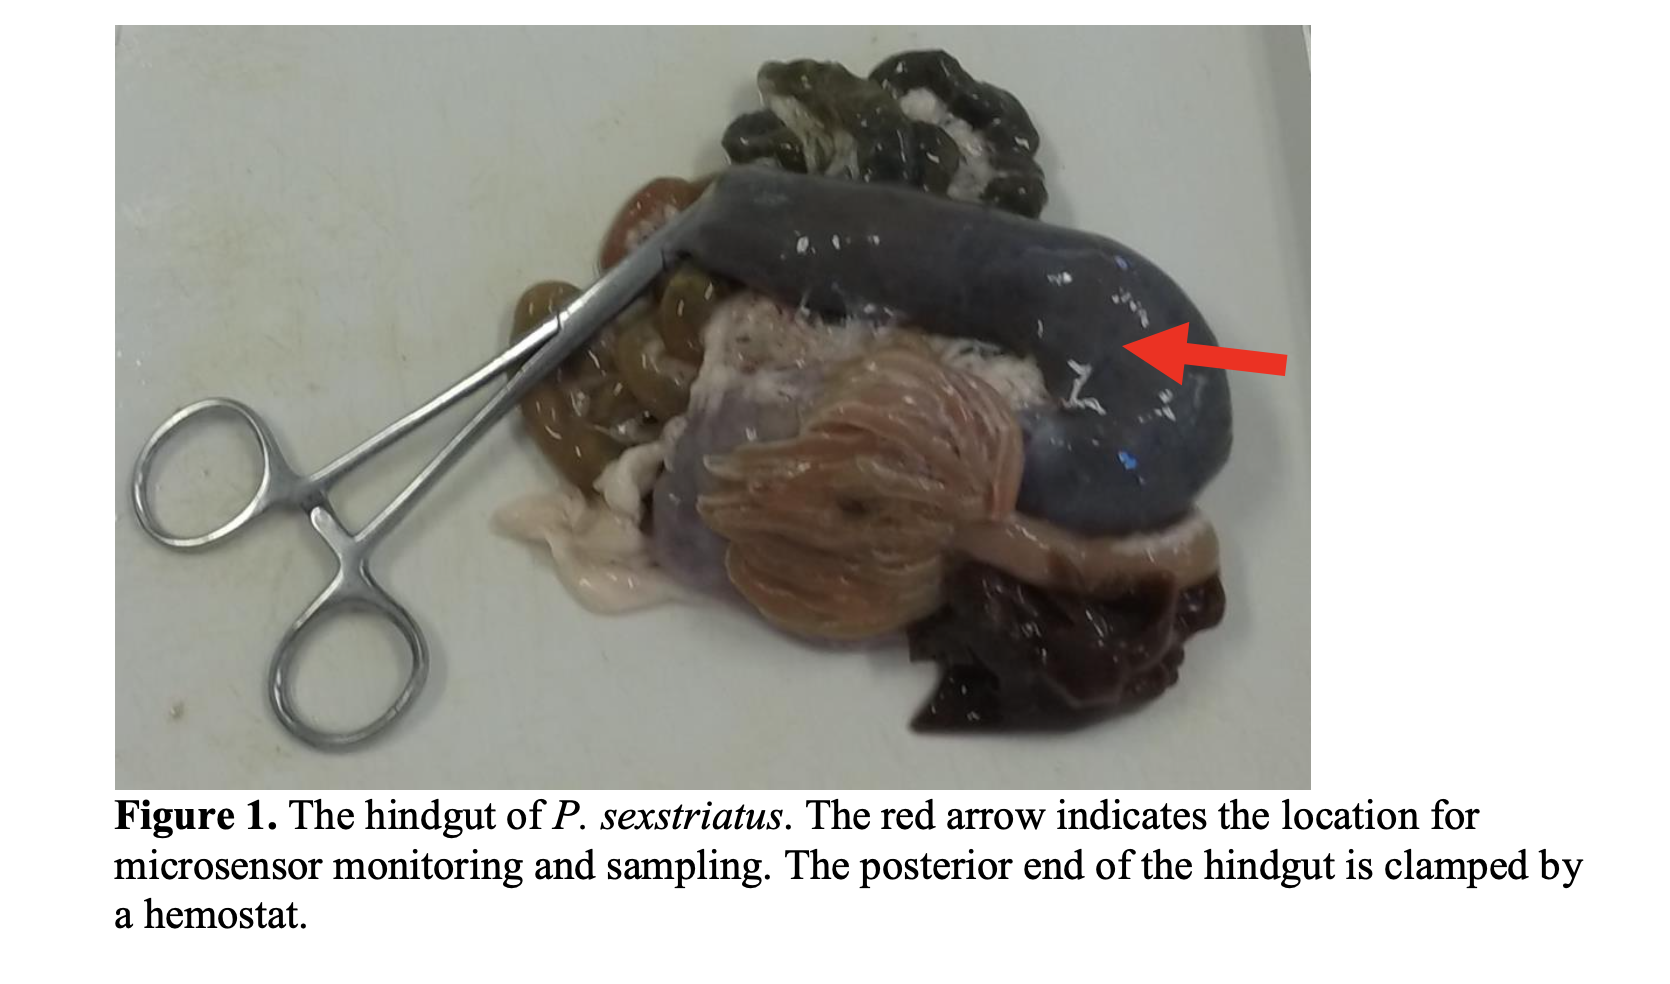 Figure 1. The hindgut of P. sexstriatus. The red arrow indicates the location for
microsensor monitoring and sampling. The posterior end of the hindgut is clamped by
a hemostat.